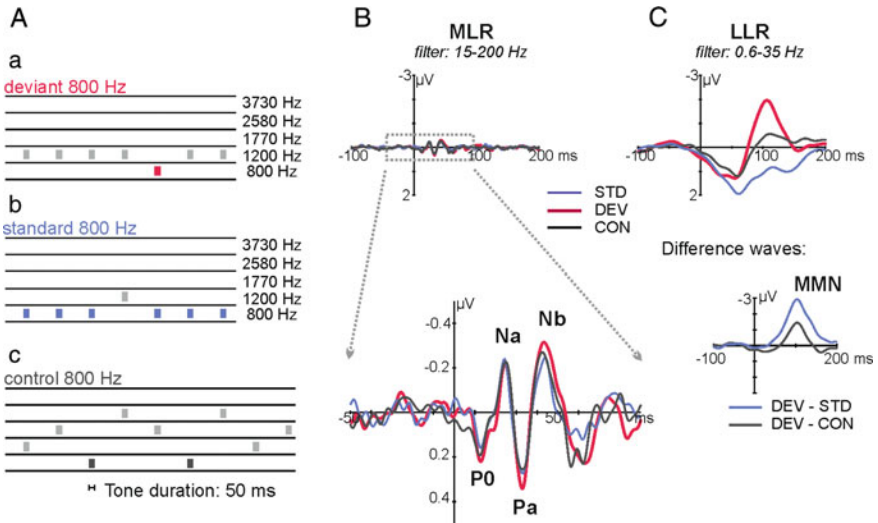 A
a
deviant 800 Hz
3730 Hz
2580 Hz
1770 Hz
1200 Hz
800 Hz
b
standard 800 Hz
3730 Hz
2580 Hz
1770 Hz
1200 Hz
800 Hz
c
control 800 Hz
Tone duration: 50 ms
B
MLR
filter: 15-200 Hz
-3 µV
-100 100 200 ms
2
STD
DEV
CON
µV
-0.4
Na Nb
-0.2
-50 50 ms
0.2
P0
0.4
Pa
C
LLR
filter: 0.6-35 Hz
-3 µV
-100 100 200 ms
2
Difference waves:
-3 µV MMN
-100 200 ms
2
DEV - STD
DEV - CON